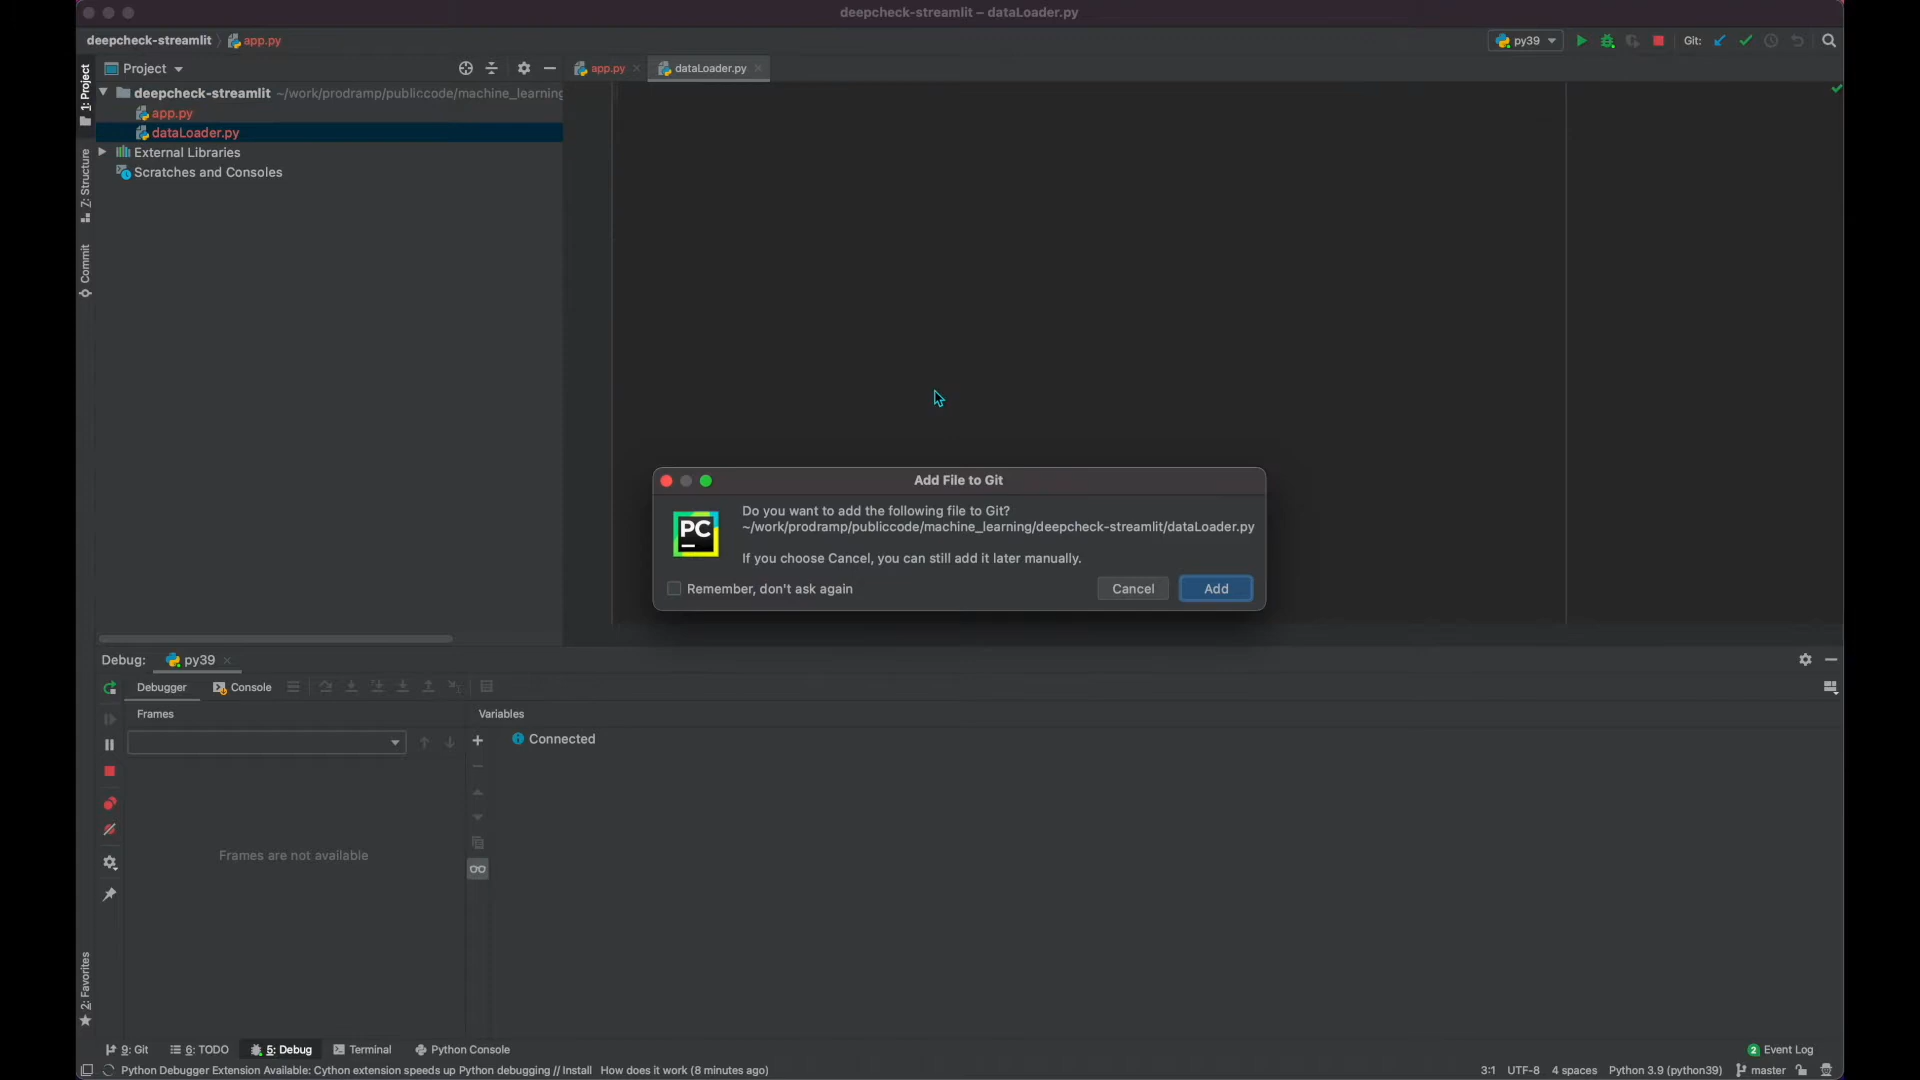 deepcheck-streamlit – dataLoader.py
deepcheck-streamlit
app.py
py39
Git:
1: Project
Project
app.py
dataLoader.py
deepcheck-streamlit ~/work/prodramp/publiccode/machine_learning
app.py
dataLoader.py
External Libraries
Scratches and Consoles
7: Structure
Commit
Add File to Git
PC
Do you want to add the following file to Git?
~/work/prodramp/publiccode/machine_learning/deepcheck-streamlit/dataLoader.py
If you choose Cancel, you can still add it later manually.
Remember, don't ask again
Cancel
Add
Debug:
py39
Debugger
Console
Frames
Variables
Connected
Frames are not available
2: Favorites
9: Git
6: TODO
5: Debug
Terminal
Python Console
2 Event Log
Python Debugger Extension Available: Cython extension speeds up Python debugging // Install   How does it work (8 minutes ago)
3:1
UTF-8
4 spaces
Python 3.9 (python39)
master